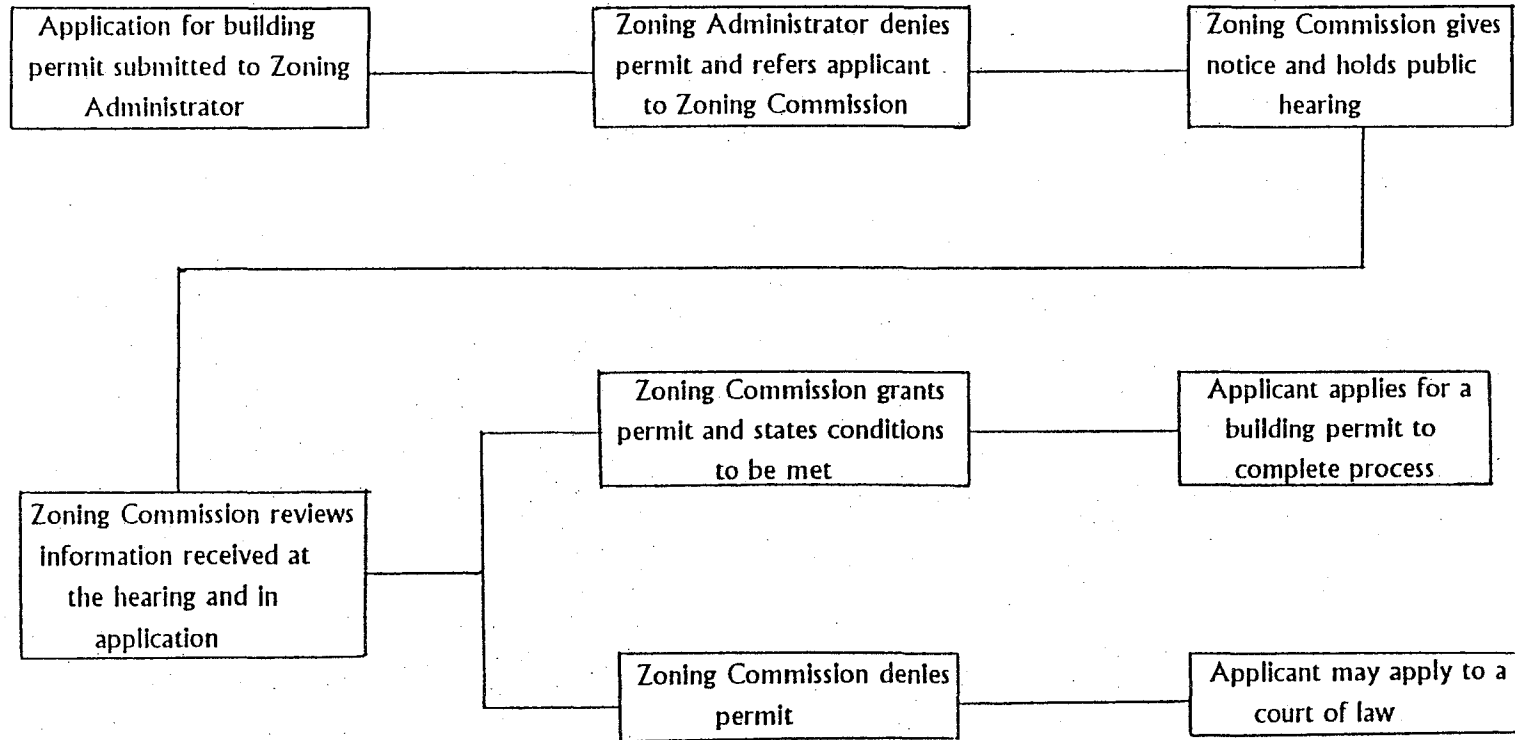 Application for building
permit submitted to Zoning
Administrator
Zoning Administrator denies
permit and refers applicant
to Zoning Commission
Zoning Commission gives
notice and holds public
hearing
Zoning Commission reviews
information received at
the hearing and in
application
Zoning Commission grants
permit and states conditions
to be met
Applicant applies for a
building permit to
complete process
Zoning Commission denies
permit
Applicant may apply to a
court of law